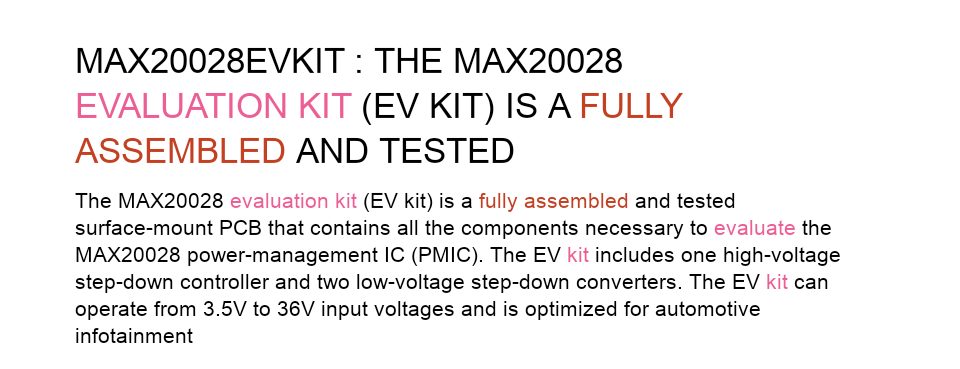 MAX20028EVKIT : THE MAX20028
EVALUATION KIT (EV KIT) IS A FULLY
ASSEMBLED AND TESTED
The MAX20028 evaluation kit (EV kit) is a fully assembled and tested
surface-mount PCB that contains all the components necessary to evaluate the
MAX20028 power-management IC (PMIC). The EV kit includes one high-voltage
step-down controller and two low-voltage step-down converters. The EV kit can
operate from 3.5V to 36V input voltages and is optimized for automotive
infotainment